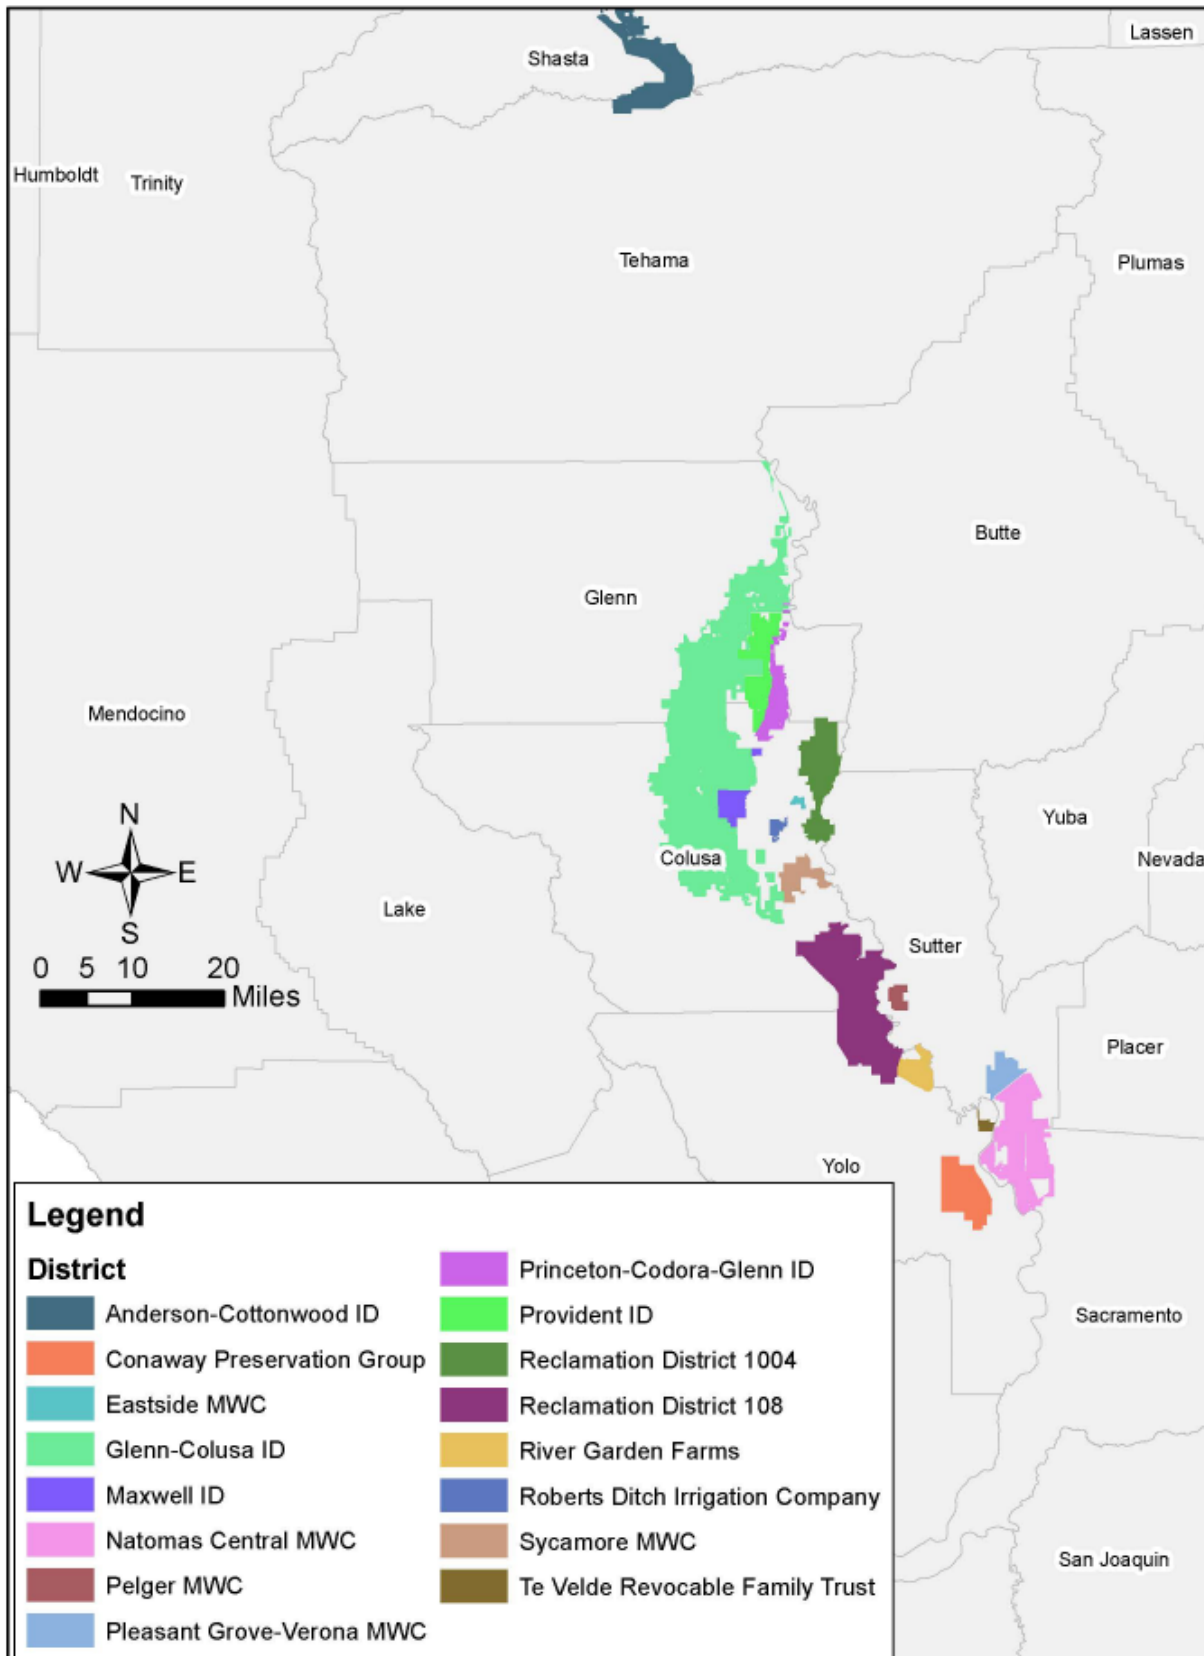 Lassen
Shasta
Humboldt
Trinity
Tehama
Plumas
Butte
Glenn
Mendocino
Yuba
Nevada
Colusa
Lake
Sutter
Placer
Yolo
Sacramento
San Joaquin
N
W E
S
0 5 10 20
Miles
Legend
District
Anderson-Cottonwood ID
Conaway Preservation Group
Eastside MWC
Glenn-Colusa ID
Maxwell ID
Natomas Central MWC
Pelger MWC
Pleasant Grove-Verona MWC
Princeton-Codora-Glenn ID
Provident ID
Reclamation District 1004
Reclamation District 108
River Garden Farms
Roberts Ditch Irrigation Company
Sycamore MWC
Te Velde Revocable Family Trust